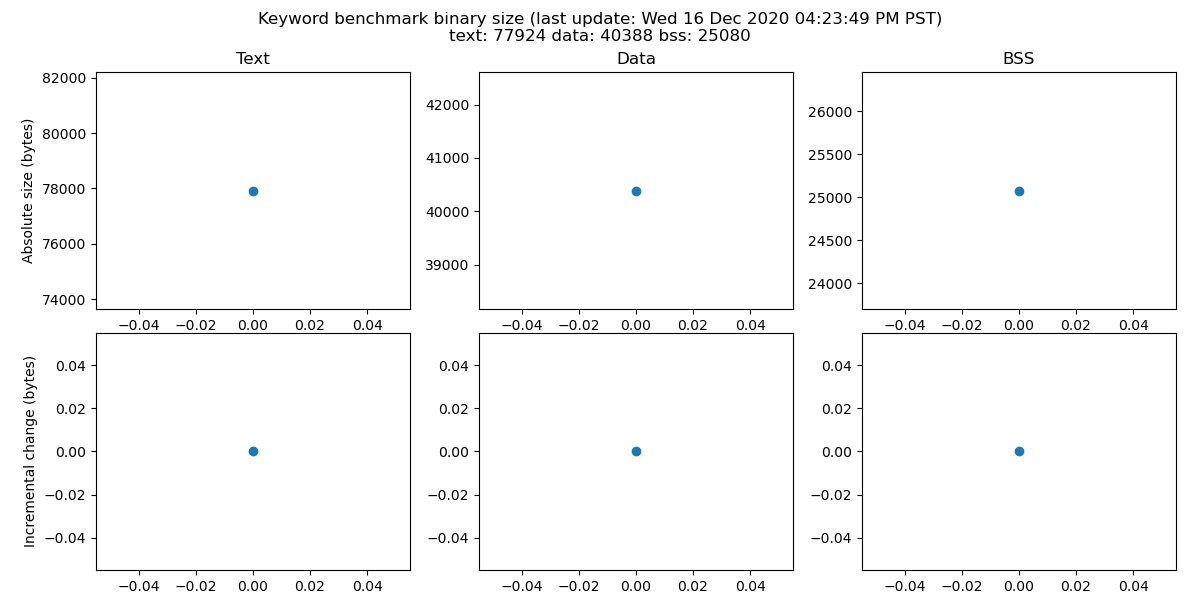 Keyword benchmark binary size (last update: Wed 16 Dec 2020 04:23:49 PM PST)
text: 77924 data: 40388 bss: 25080
Text
Data
BSS
Absolute size (bytes)
82000
80000
78000
76000
74000
−0.04 −0.02 0.00 0.02 0.04
42000
41000
40000
39000
−0.04 −0.02 0.00 0.02 0.04
26000
25500
25000
24500
24000
−0.04 −0.02 0.00 0.02 0.04
Incremental change (bytes)
0.04
0.02
0.00
−0.02
−0.04
−0.04 −0.02 0.00 0.02 0.04
0.04
0.02
0.00
−0.02
−0.04
−0.04 −0.02 0.00 0.02 0.04
0.04
0.02
0.00
−0.02
−0.04
−0.04 −0.02 0.00 0.02 0.04